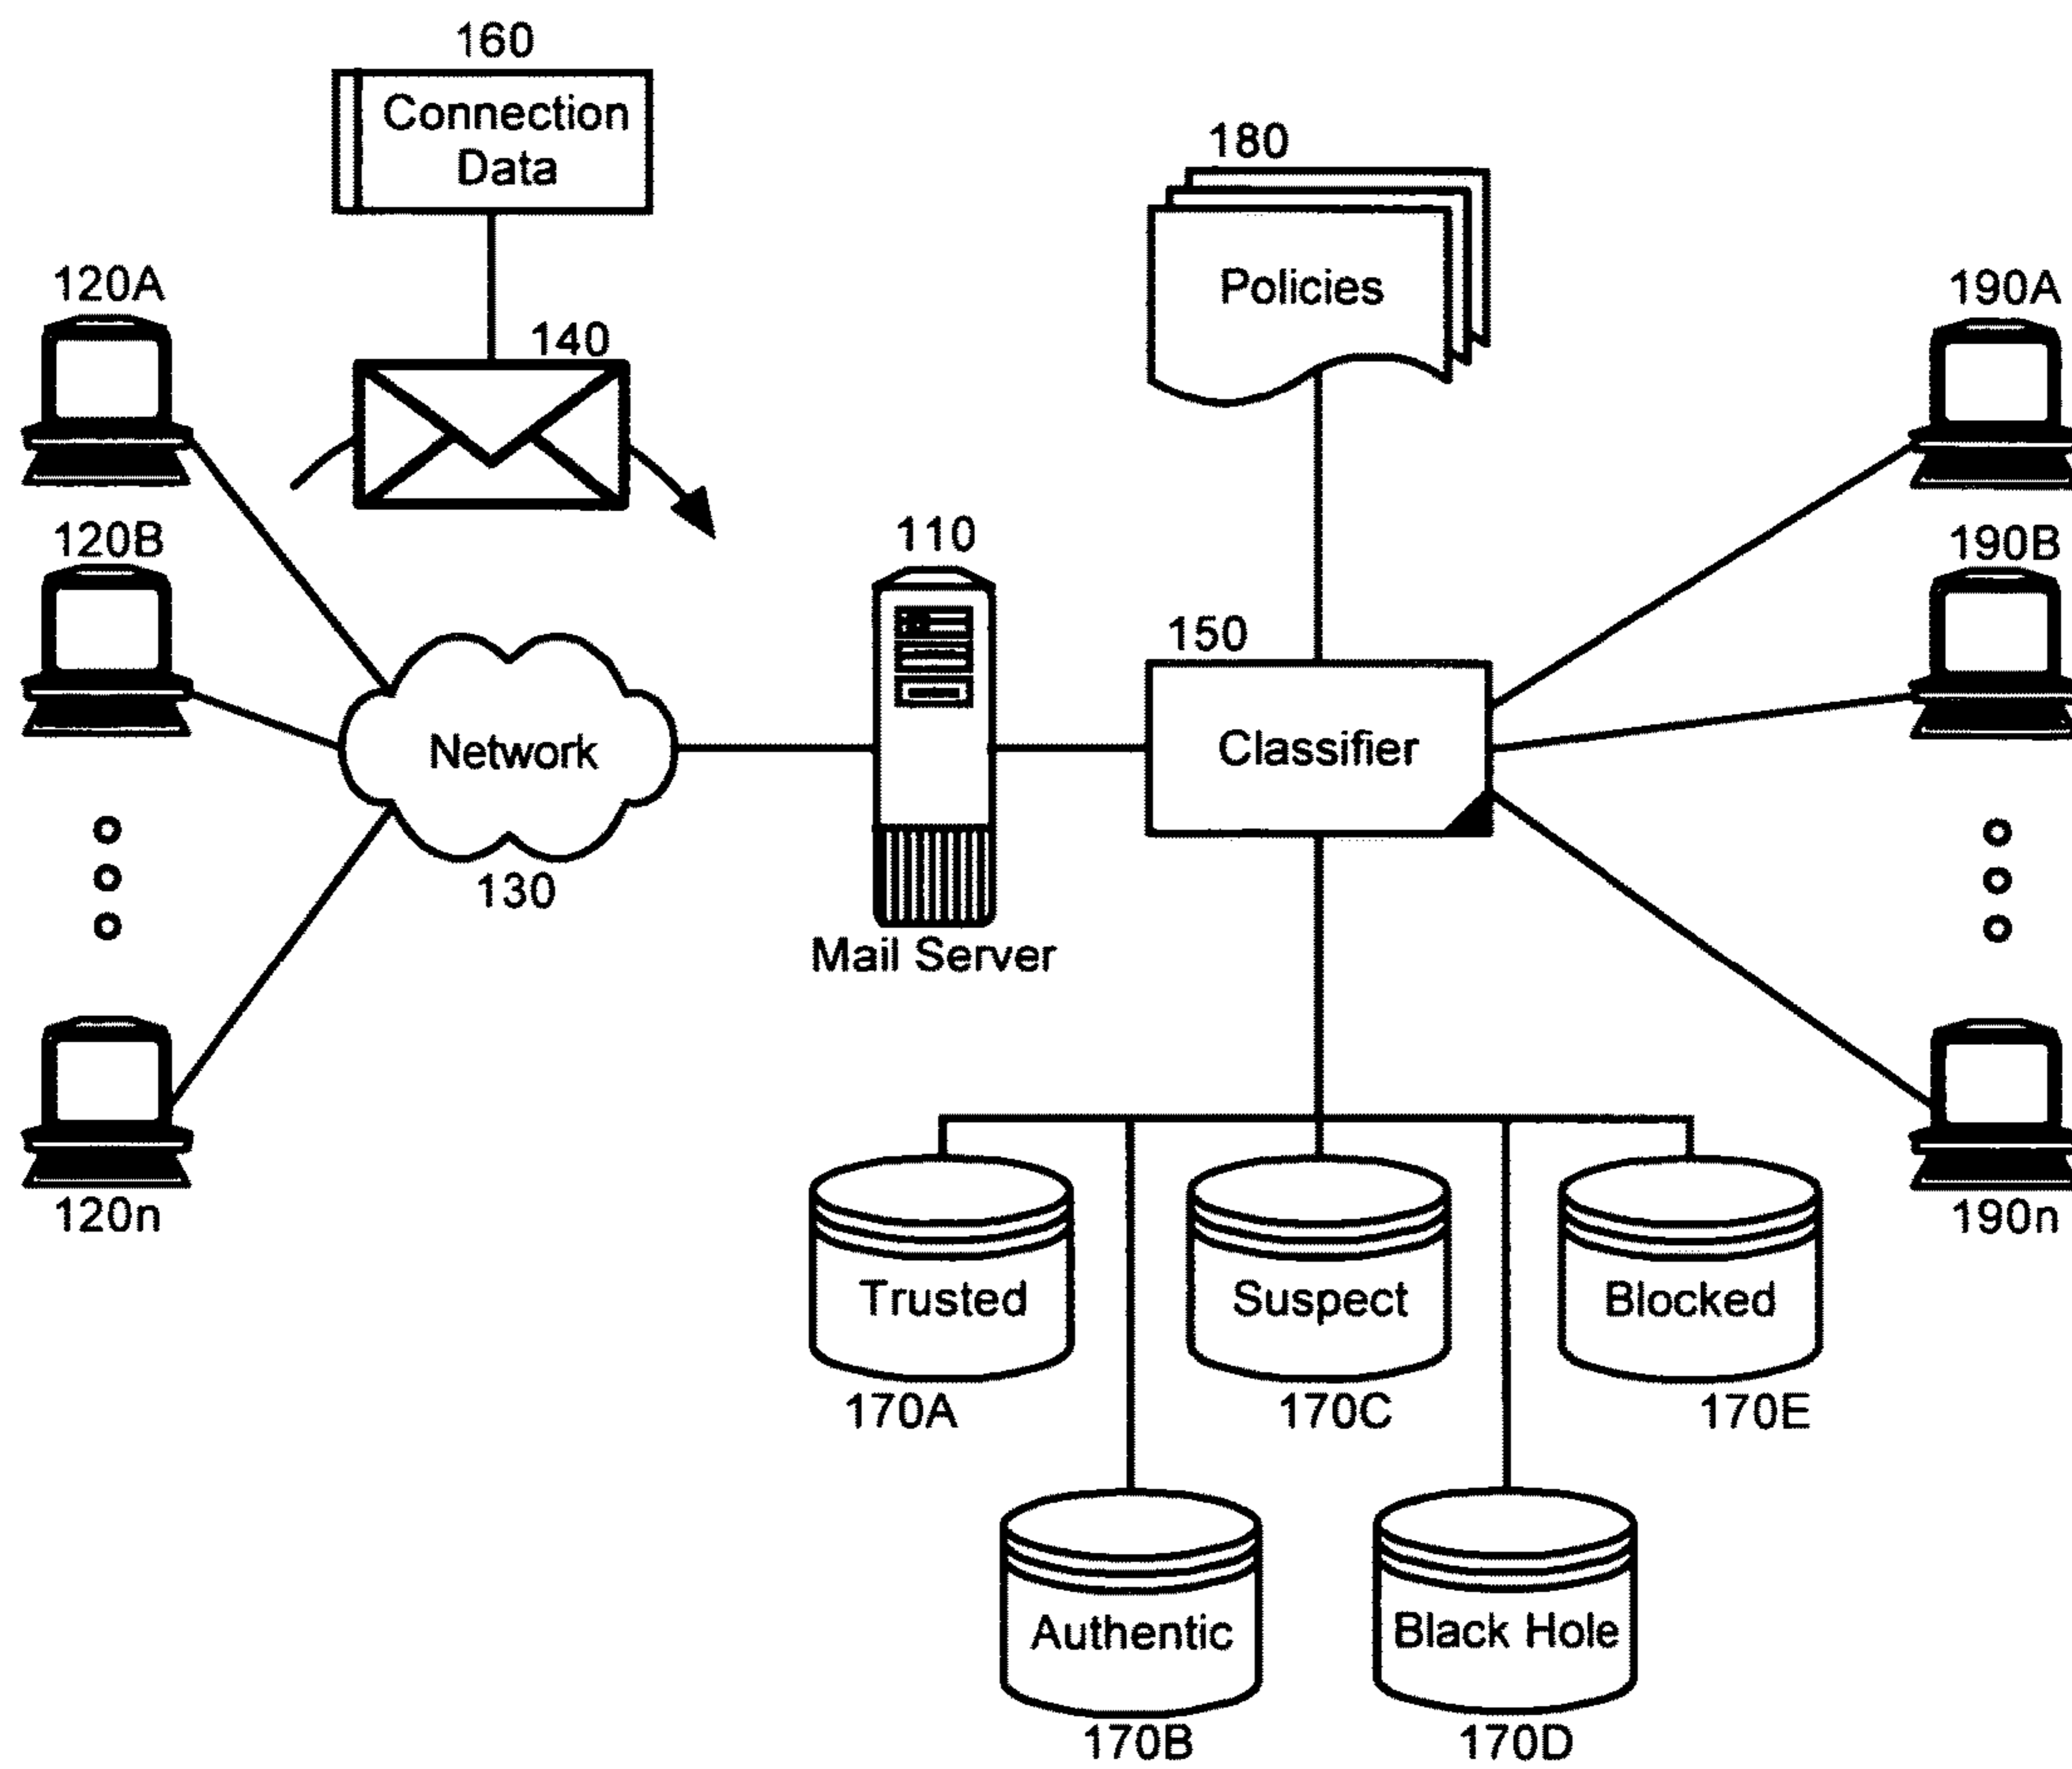 160
Connection
Data
180
Policies
120A
140
190A
120B
110
190B
150
Network
Classifier
130
Mail Server
120n
190n
Trusted
Suspect
Blocked
170A
170C
170E
Authentic
Black Hole
170B
170D